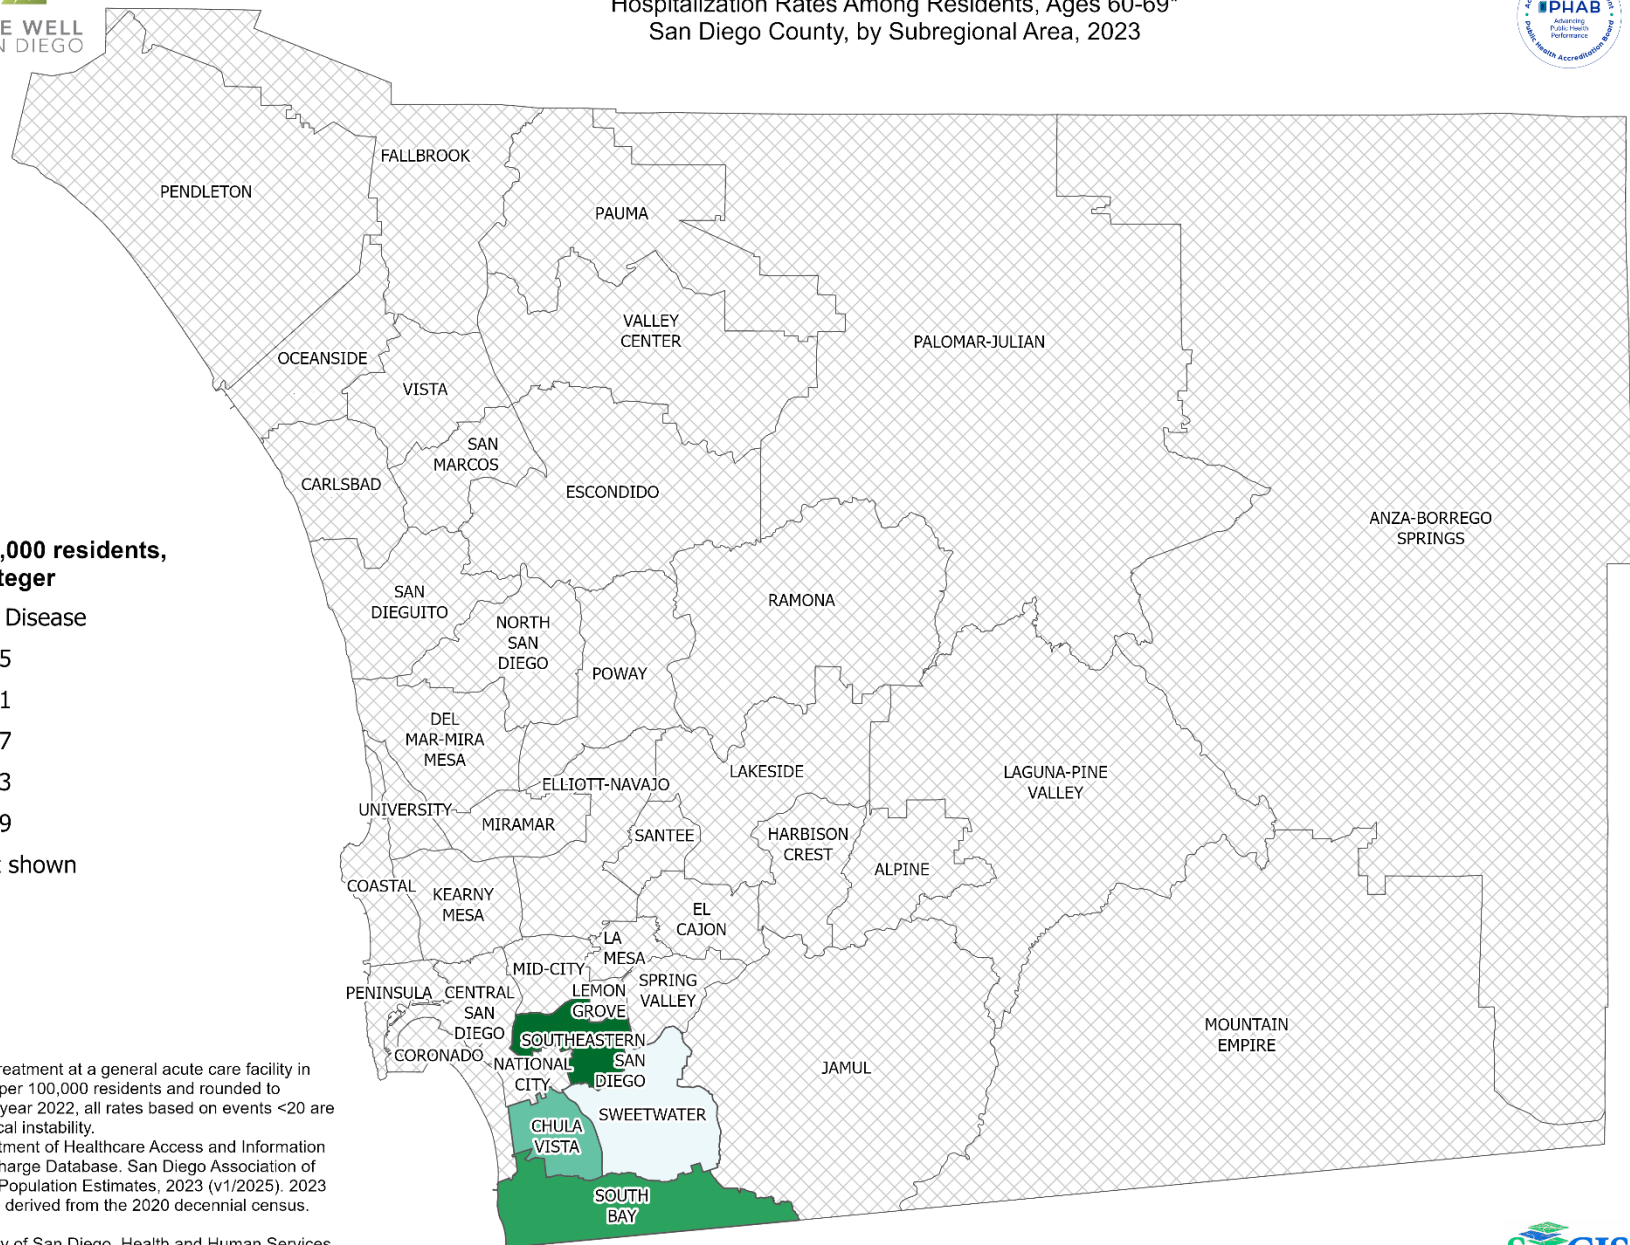 E WELL
N DIEGO
Hospitalization Rates Among Residents, Ages 60-69*
San Diego County, by Subregional Area, 2023
PHAB
Advancing
Public Health
Performance
Public Health Accreditation Board
FALLBROOK
PENDLETON
PAUMA
VALLEY
CENTER
PALOMAR-JULIAN
OCEANSIDE
VISTA
SAN
MARCOS
CARLSBAD
ESCONDIDO
ANZA-BORREGO
SPRINGS
,000 residents,
teger
Disease
5
1
7
3
9
t shown
SAN
DIEGUITO
RAMONA
NORTH
SAN
DIEGO
POWAY
DEL
MAR-MIRA
MESA
LAKESIDE
LAGUNA-PINE
VALLEY
ELLIOTT-NAVAJO
UNIVERSITY
MIRAMAR
SANTEE
HARBISON
CREST
ALPINE
COASTAL
KEARNY
MESA
EL
CAJON
LA
MESA
MID-CITY
SPRING
VALLEY
PENINSULA
CENTRAL
SAN
DIEGO
LEMON
GROVE
SOUTHEASTERN
SAN
DIEGO
CORONADO
NATIONAL
CITY
JAMUL
MOUNTAIN
EMPIRE
SWEETWATER
CHULA
VISTA
SOUTH
BAY
reatment at a general acute care facility in
per 100,000 residents and rounded to
year 2022, all rates based on events <20 are
cal instability.
tment of Healthcare Access and Information
harge Database. San Diego Association of
Population Estimates, 2023 (v1/2025). 2023
derived from the 2020 decennial census.
y of San Diego, Health and Human Services